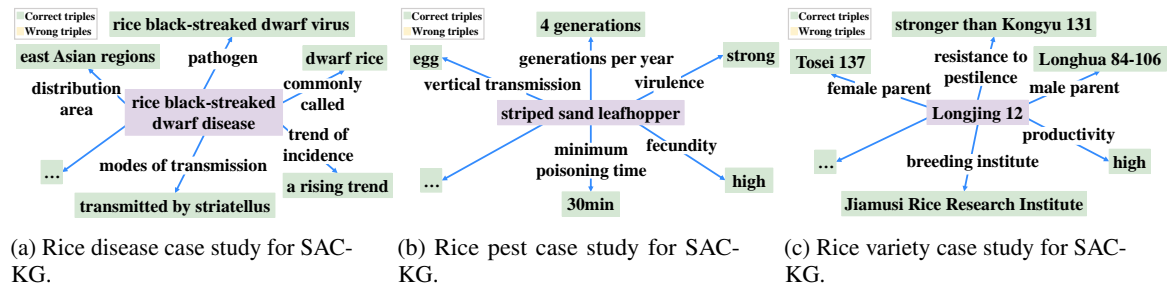 Correct triples
Wrong triples
rice black-streaked dwarf virus
east Asian regions
pathogen
dwarf rice
distribution
area
commonly
called
rice black-streaked
dwarf disease
trend of
incidence
...
modes of transmission
a rising trend
transmitted by striatellus
(a) Rice disease case study for SAC-
KG.
Correct triples
Wrong triples
4 generations
egg
generations per year
strong
vertical transmission
virulence
striped sand leafhopper
minimum
poisoning time
fecundity
...
high
30min
(b) Rice pest case study for SAC-
KG.
Correct triples
Wrong triples
stronger than Kongyu 131
Tosei 137
resistance to
pestilence
Longhua 84-106
female parent
male parent
Longjing 12
productivity
...
breeding institute
high
Jiamusi Rice Research Institute
(c) Rice variety case study for SAC-
KG.